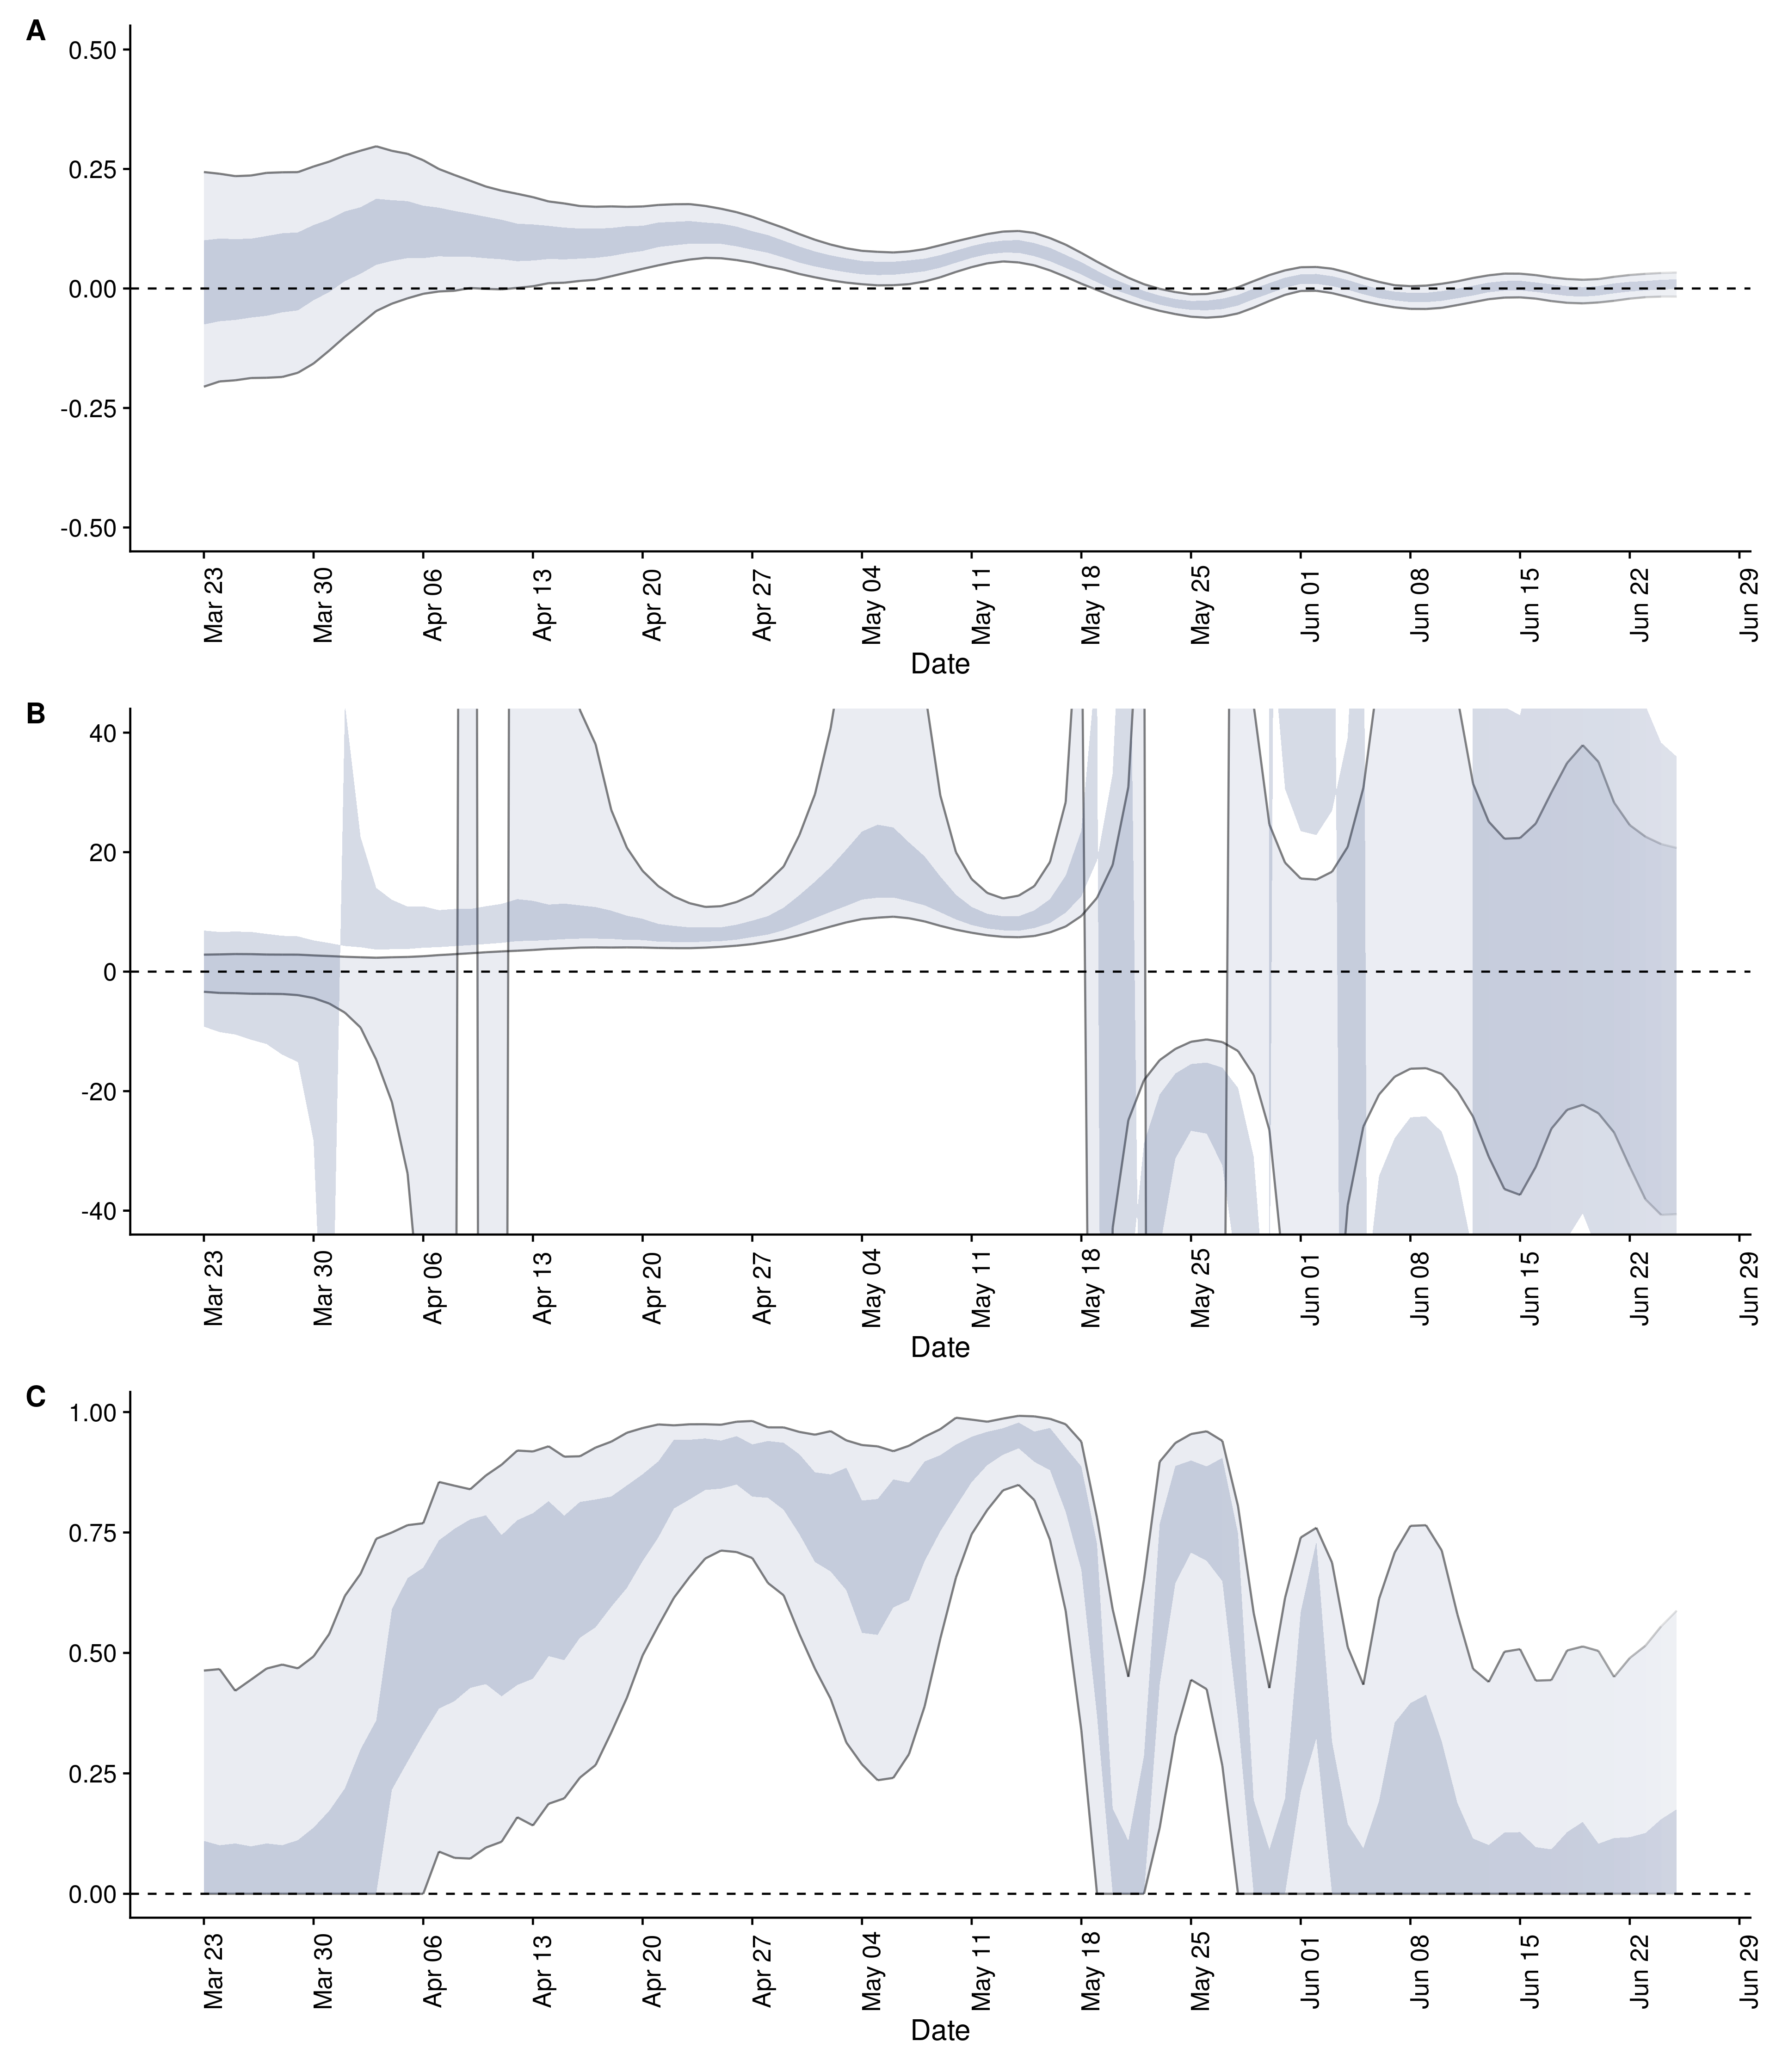 A
0.50
0.25
0.00
-0.25
-0.50
Mar 23
Mar 30
Apr 06
Apr 13
Apr 20
Apr 27
May 04
May 11
May 18
May 25
Jun 01
Jun 08
Jun 15
Jun 22
Jun 29
Date
B
40
20
0
-20
-40
Mar 23
Mar 30
Apr 06
Apr 13
Apr 20
Apr 27
May 04
May 11
May 18
May 25
Jun 01
Jun 08
Jun 15
Jun 22
Jun 29
Date
C
1.00
0.75
0.50
0.25
0.00
Mar 23
Mar 30
Apr 06
Apr 13
Apr 20
Apr 27
May 04
May 11
May 18
May 25
Jun 01
Jun 08
Jun 15
Jun 22
Jun 29
Date